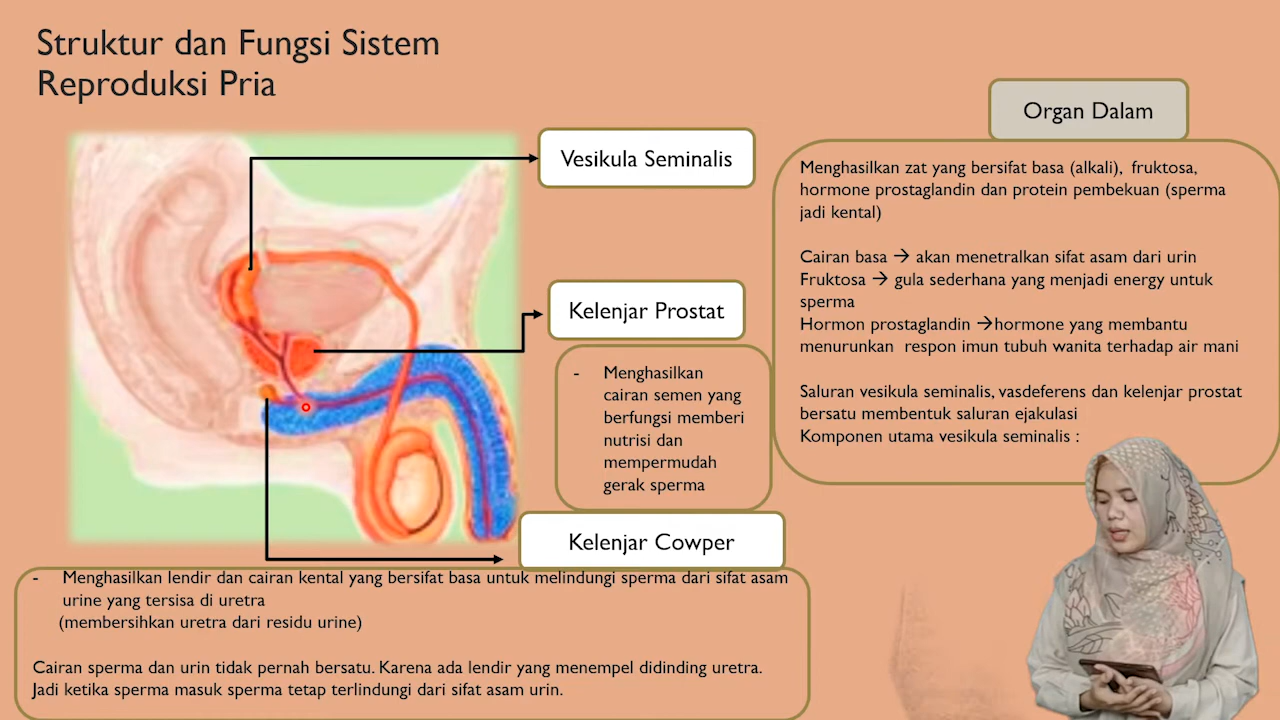 Struktur dan Fungsi Sistem
Reproduksi Pria
Organ Dalam
Vesikula Seminalis
Menghasilkan zat yang bersifat basa (alkali), fruktosa,
hormone prostaglandin dan protein pembekuan (sperma
jadi kental)
Cairan basa → akan menetralkan sifat asam dari urin
Fruktosa → gula sederhana yang menjadi energy untuk
sperma
Hormon prostaglandin →hormone yang membantu
menurunkan respon imun tubuh wanita terhadap air mani
Saluran vesikula seminalis, vasdeferens dan kelenjar prostat
bersatu membentuk saluran ejakulasi
Komponen utama vesikula seminalis :
Kelenjar Prostat
- Menghasilkan
cairan semen yang
berfungsi memberi
nutrisi dan
mempermudah
gerak sperma
Kelenjar Cowper
- Menghasilkan lendir dan cairan kental yang bersifat basa untuk melindungi sperma dari sifat asam
urine yang tersisa di uretra
(membersihkan uretra dari residu urine)
Cairan sperma dan urin tidak pernah bersatu. Karena ada lendir yang menempel didinding uretra.
Jadi ketika sperma masuk sperma tetap terlindungi dari sifat asam urin.